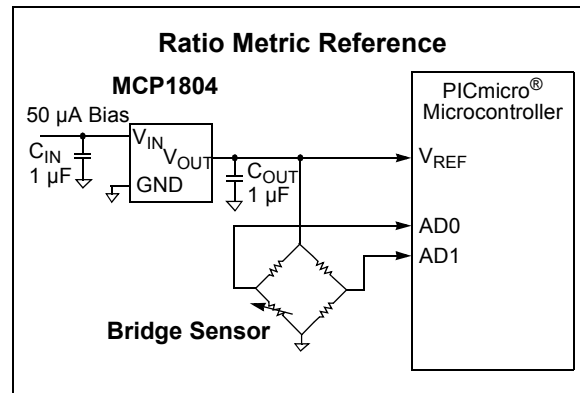 Ratio Metric Reference
MCP1804
PICmicro®
Microcontroller
50 µA Bias
VIN
VOUT
CIN
1 µF
GND
COUT
1 µF
VREF
AD0
AD1
Bridge Sensor